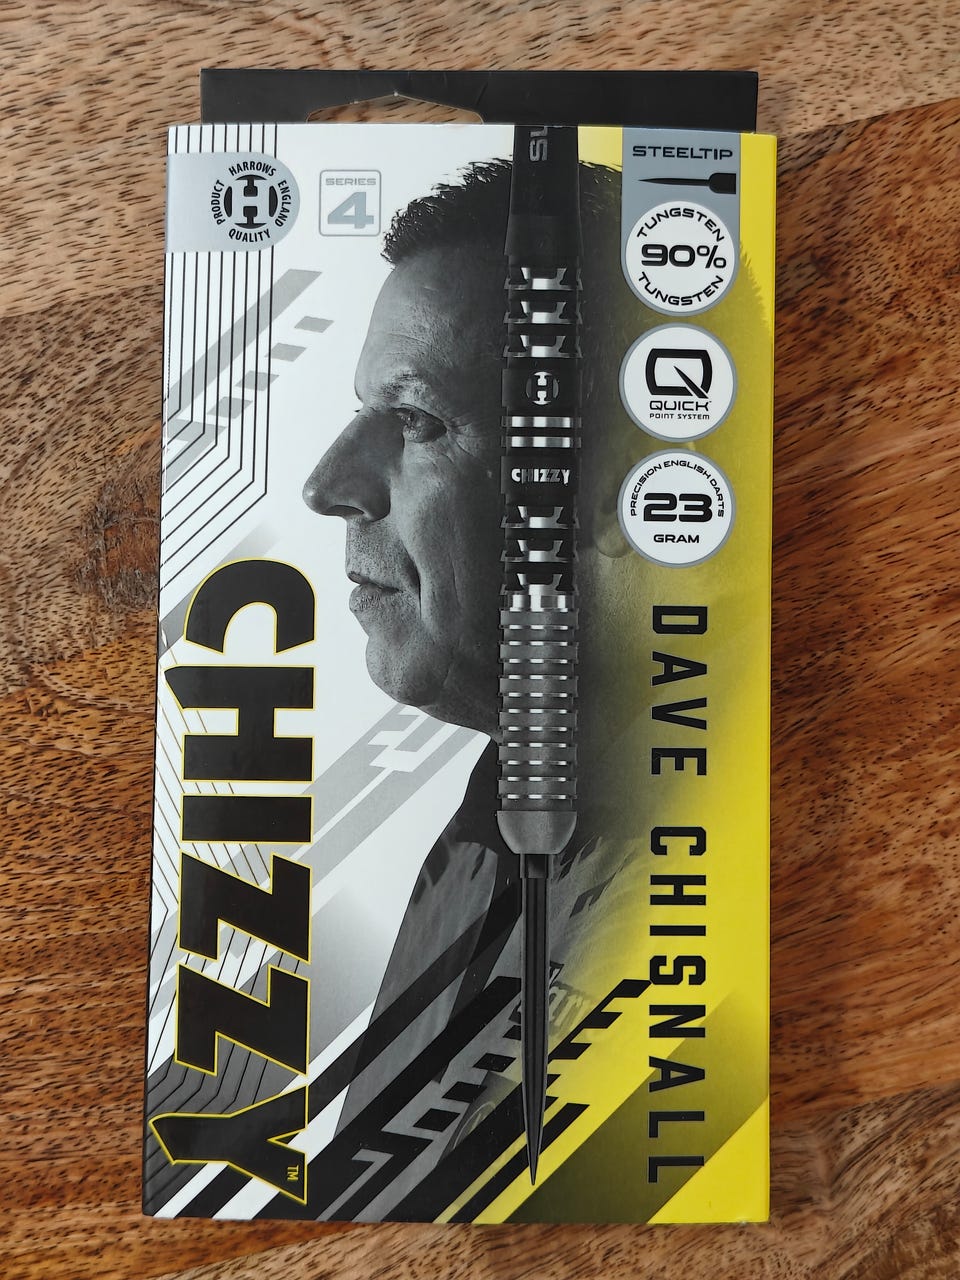 HARROWS ENGLAND
QUALITY PRODUCT
H
SERIES
4
STEELTIP
TUNGSTEN
90%
TUNGSTEN
QUICK
POINT SYSTEM
PRECISION ENGLISH DARTS
23
GRAM
H
CHIZZY
CHIZZY™
DAVE CHISNALL